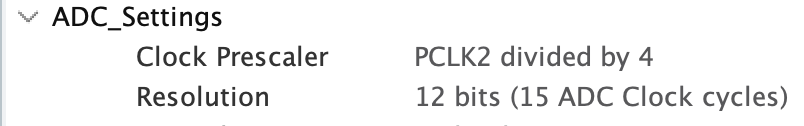 ADC_Settings
Clock Prescaler PCLK2 divided by 4
Resolution 12 bits (15 ADC Clock cycles)